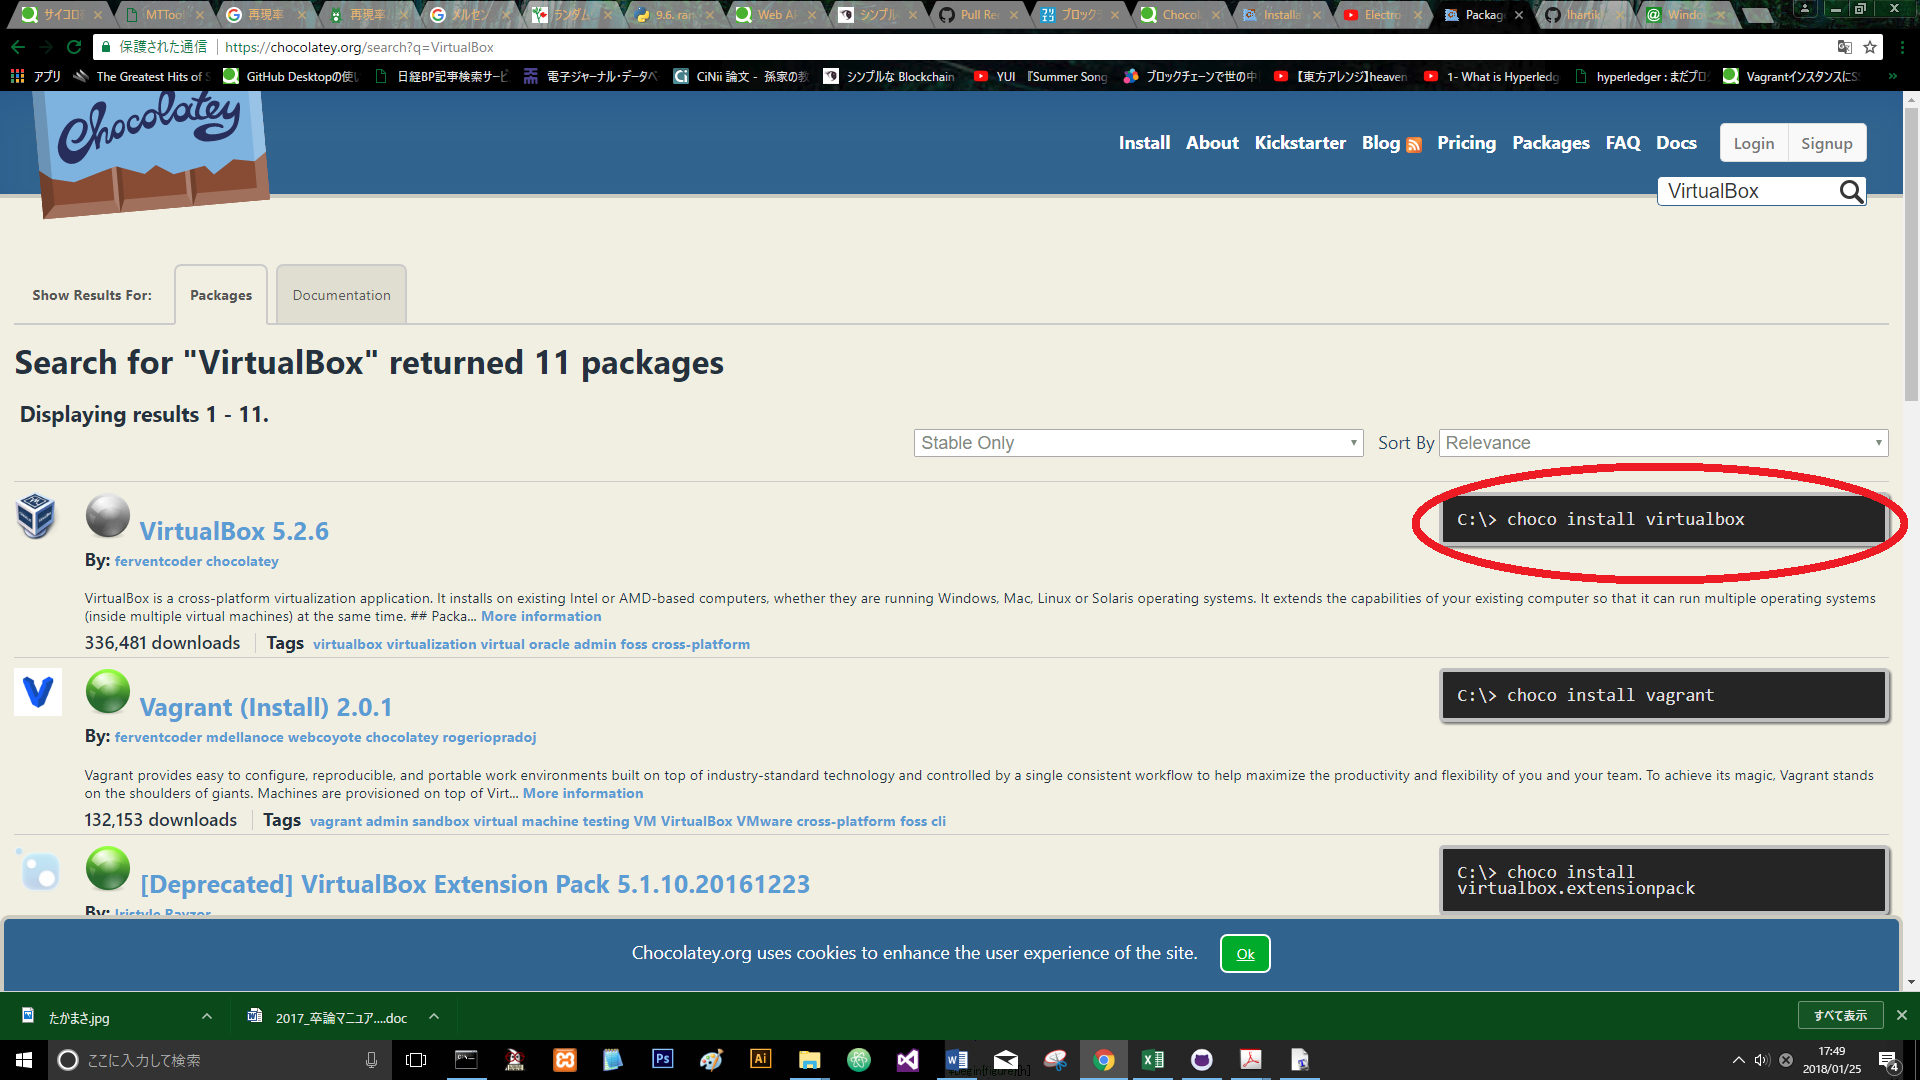 サイコロ
MTToo
再現率
再現率
メルセン
ランダム
9.6. ran
Web AP
シンプル
Pull Re
ブロック
Chocol
Installa
Electro
Packag
lhartik
Windo
保護された通信 | https://chocolatey.org/search?q=VirtualBox
アプリ
The Greatest Hits of S
GitHub Desktopの使い
日経BP記事検索サービ
電子ジャーナル・データベ
CiNii 論文 - 孫家の教
シンプルな Blockchain
YUI 『Summer Song
ブロックチェーンで世の中
【東方アレンジ】heaven
1- What is Hyperledg
hyperledger : まだプロ
VagrantインスタンスにSS
Chocolatey
Install About Kickstarter Blog Pricing Packages FAQ Docs
Login Signup
VirtualBox
Show Results For: Packages Documentation
Search for "VirtualBox" returned 11 packages
Displaying results 1 - 11.
Stable Only Sort By Relevance
VirtualBox 5.2.6
C:\> choco install virtualbox
By: ferventcoder chocolatey
VirtualBox is a cross-platform virtualization application. It installs on existing Intel or AMD-based computers, whether they are running Windows, Mac, Linux or Solaris operating systems. It extends the capabilities of your existing computer so that it can run multiple operating systems
(inside multiple virtual machines) at the same time. ## Packa... More information
336,481 downloads Tags virtualbox virtualization virtual oracle admin foss cross-platform
Vagrant (Install) 2.0.1
C:\> choco install vagrant
By: ferventcoder mdellanoce webcoyote chocolatey rogeriopradoj
Vagrant provides easy to configure, reproducible, and portable work environments built on top of industry-standard technology and controlled by a single consistent workflow to help maximize the productivity and flexibility of you and your team. To achieve its magic, Vagrant stands
on the shoulders of giants. Machines are provisioned on top of Virt... More information
132,153 downloads Tags vagrant admin sandbox virtual machine testing VM VirtualBox VMware cross-platform foss cli
[Deprecated] VirtualBox Extension Pack 5.1.10.20161223
C:\> choco install
virtualbox.extensionpack
By: Iristyle Rayzor
Chocolatey.org uses cookies to enhance the user experience of the site. Ok
たかまさ.jpg
2017_卒論マニュア....doc
すべて表示
ここに入力して検索
Ps
Ai
17:49
2018/01/25
4